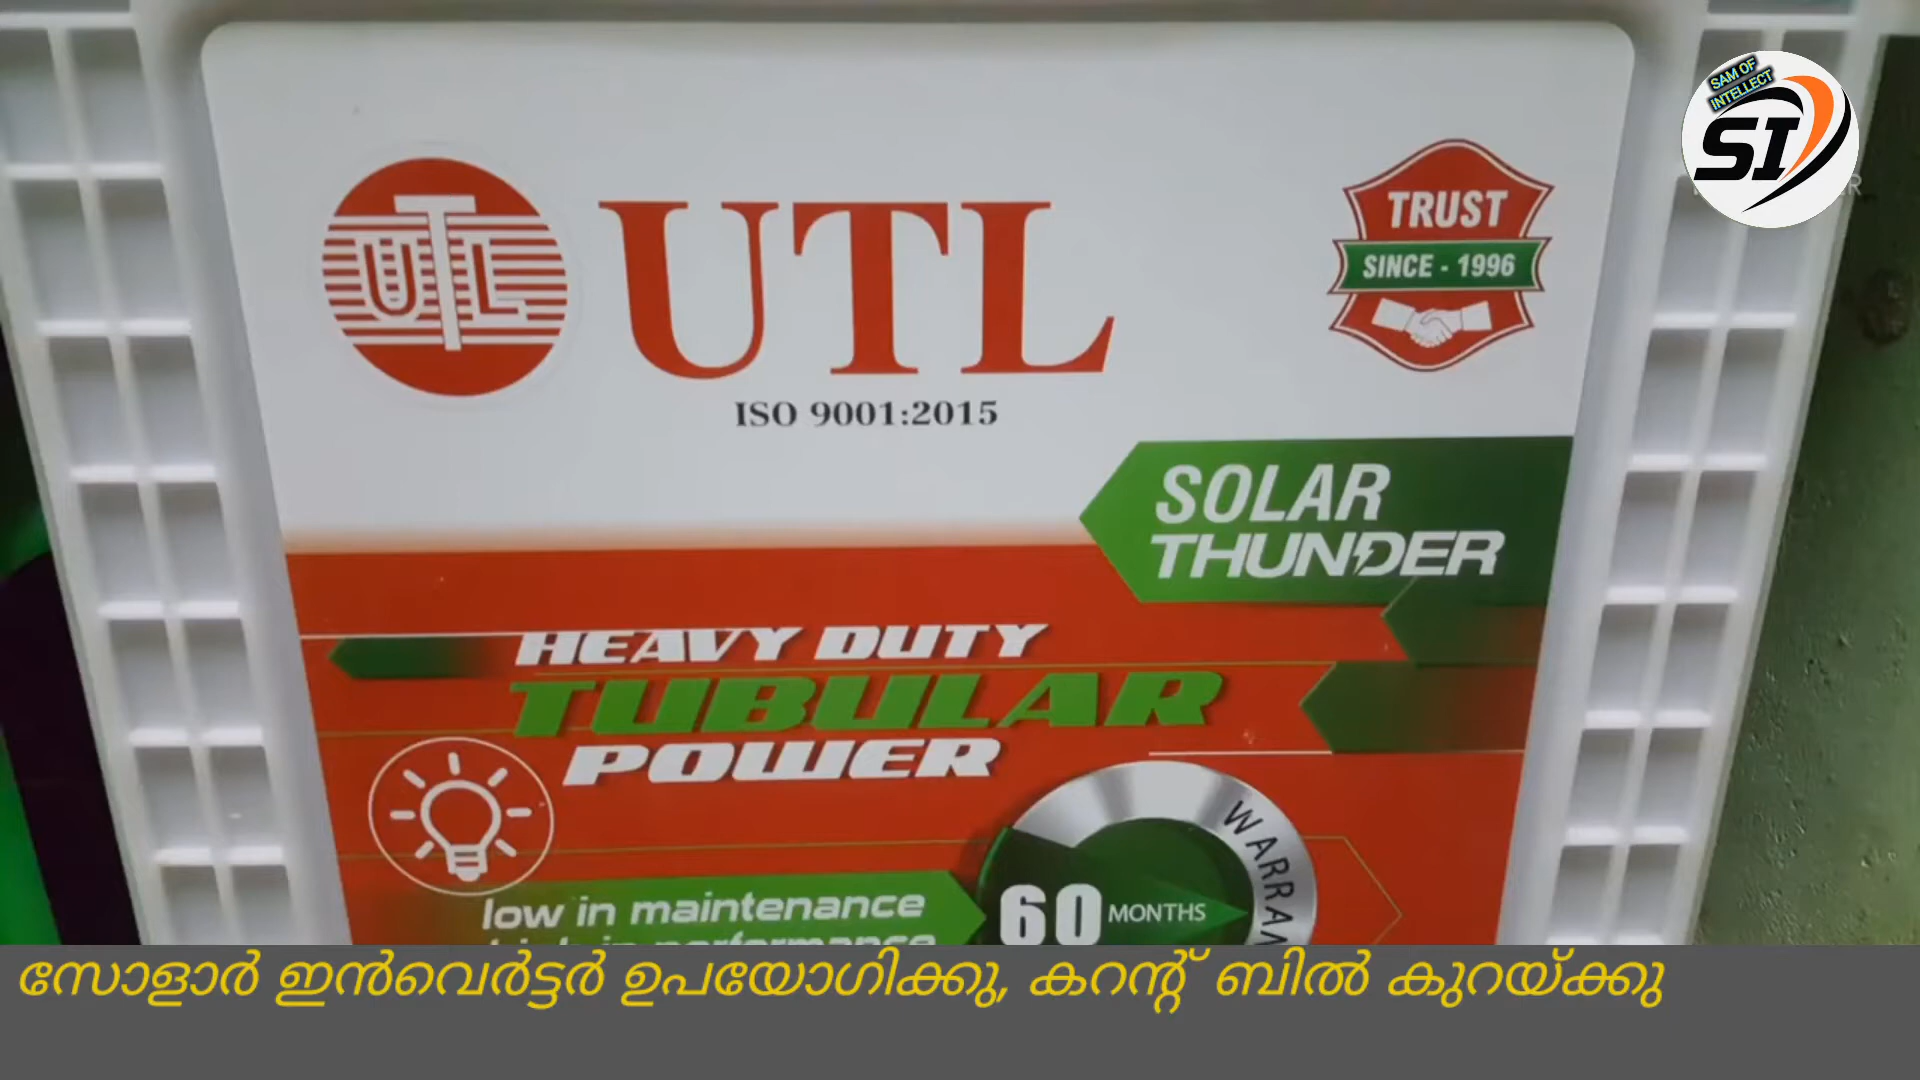 SAM OF
INTELLECT
SI
UTL
UTL
ISO 9001:2015
TRUST
SINCE - 1996
SOLAR
THUNDER
HEAVY DUTY
TUBULAR
POWER
low in maintenance
60 MONTHS
സോളാർ ഇൻവെർട്ടർ ഉപയോഗിക്കൂ, കറന്റ് ബിൽ കുറയ്ക്കൂ